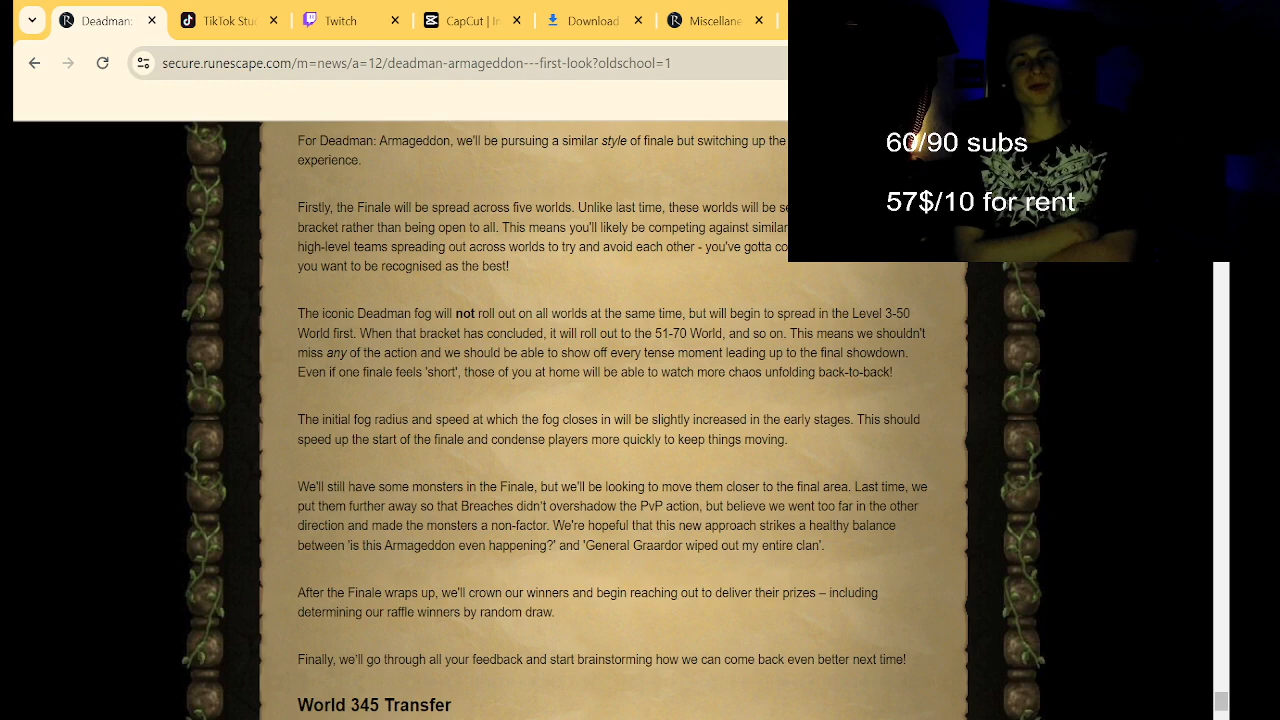 Deadman:
TikTok Stu
Twitch
CapCut | In
Download
Miscellane
secure.runescape.com/m=news/a=12/deadman-armageddon---first-look?oldschool=1
60/90 subs
57$/10 for rent
For Deadman: Armageddon, we'll be pursuing a similar style of finale but switching up the
experience.
Firstly, the Finale will be spread across five worlds. Unlike last time, these worlds will be se
bracket rather than being open to all. This means you'll likely be competing against similar
high-level teams spreading out across worlds to try and avoid each other - you've gotta co
you want to be recognised as the best!
The iconic Deadman fog will not roll out on all worlds at the same time, but will begin to spread in the Level 3-50
World first. When that bracket has concluded, it will roll out to the 51-70 World, and so on. This means we shouldn't
miss any of the action and we should be able to show off every tense moment leading up to the final showdown.
Even if one finale feels 'short', those of you at home will be able to watch more chaos unfolding back-to-back!
The initial fog radius and speed at which the fog closes in will be slightly increased in the early stages. This should
speed up the start of the finale and condense players more quickly to keep things moving.
We'll still have some monsters in the Finale, but we'll be looking to move them closer to the final area. Last time, we
put them further away so that Breaches didn't overshadow the PvP action, but believe we went too far in the other
direction and made the monsters a non-factor. We're hopeful that this new approach strikes a healthy balance
between 'is this Armageddon even happening?' and 'General Graardor wiped out my entire clan'.
After the Finale wraps up, we'll crown our winners and begin reaching out to deliver their prizes – including
determining our raffle winners by random draw.
Finally, we'll go through all your feedback and start brainstorming how we can come back even better next time!
World 345 Transfer